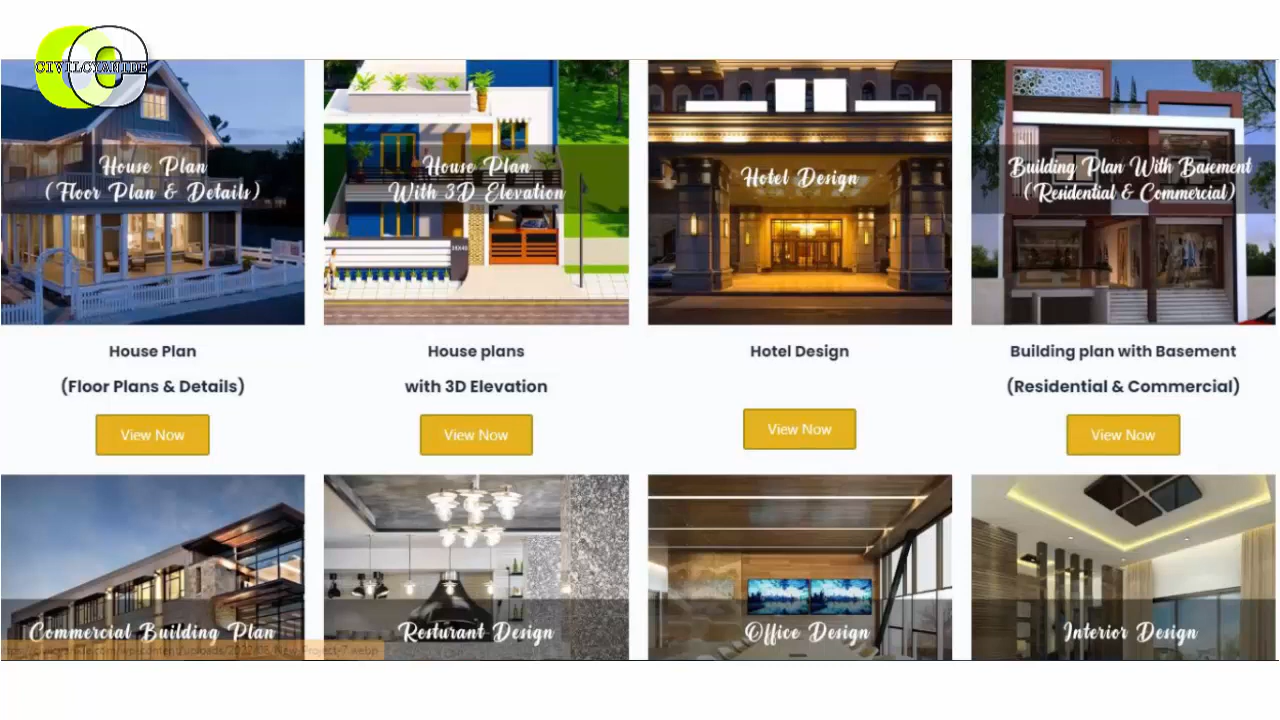 CIVILCYANIDE
House Plan
(Floor Plan & Details)
House Plan
With 3D Elevation
Hotel Design
Building Plan With Basement
(Residential & Commercial)
House Plan
(Floor Plans & Details)
View Now
House plans
with 3D Elevation
View Now
Hotel Design
View Now
Building plan with Basement
(Residential & Commercial)
View Now
Commercial Building Plan
Resturant Design
Office Design
Interior Design